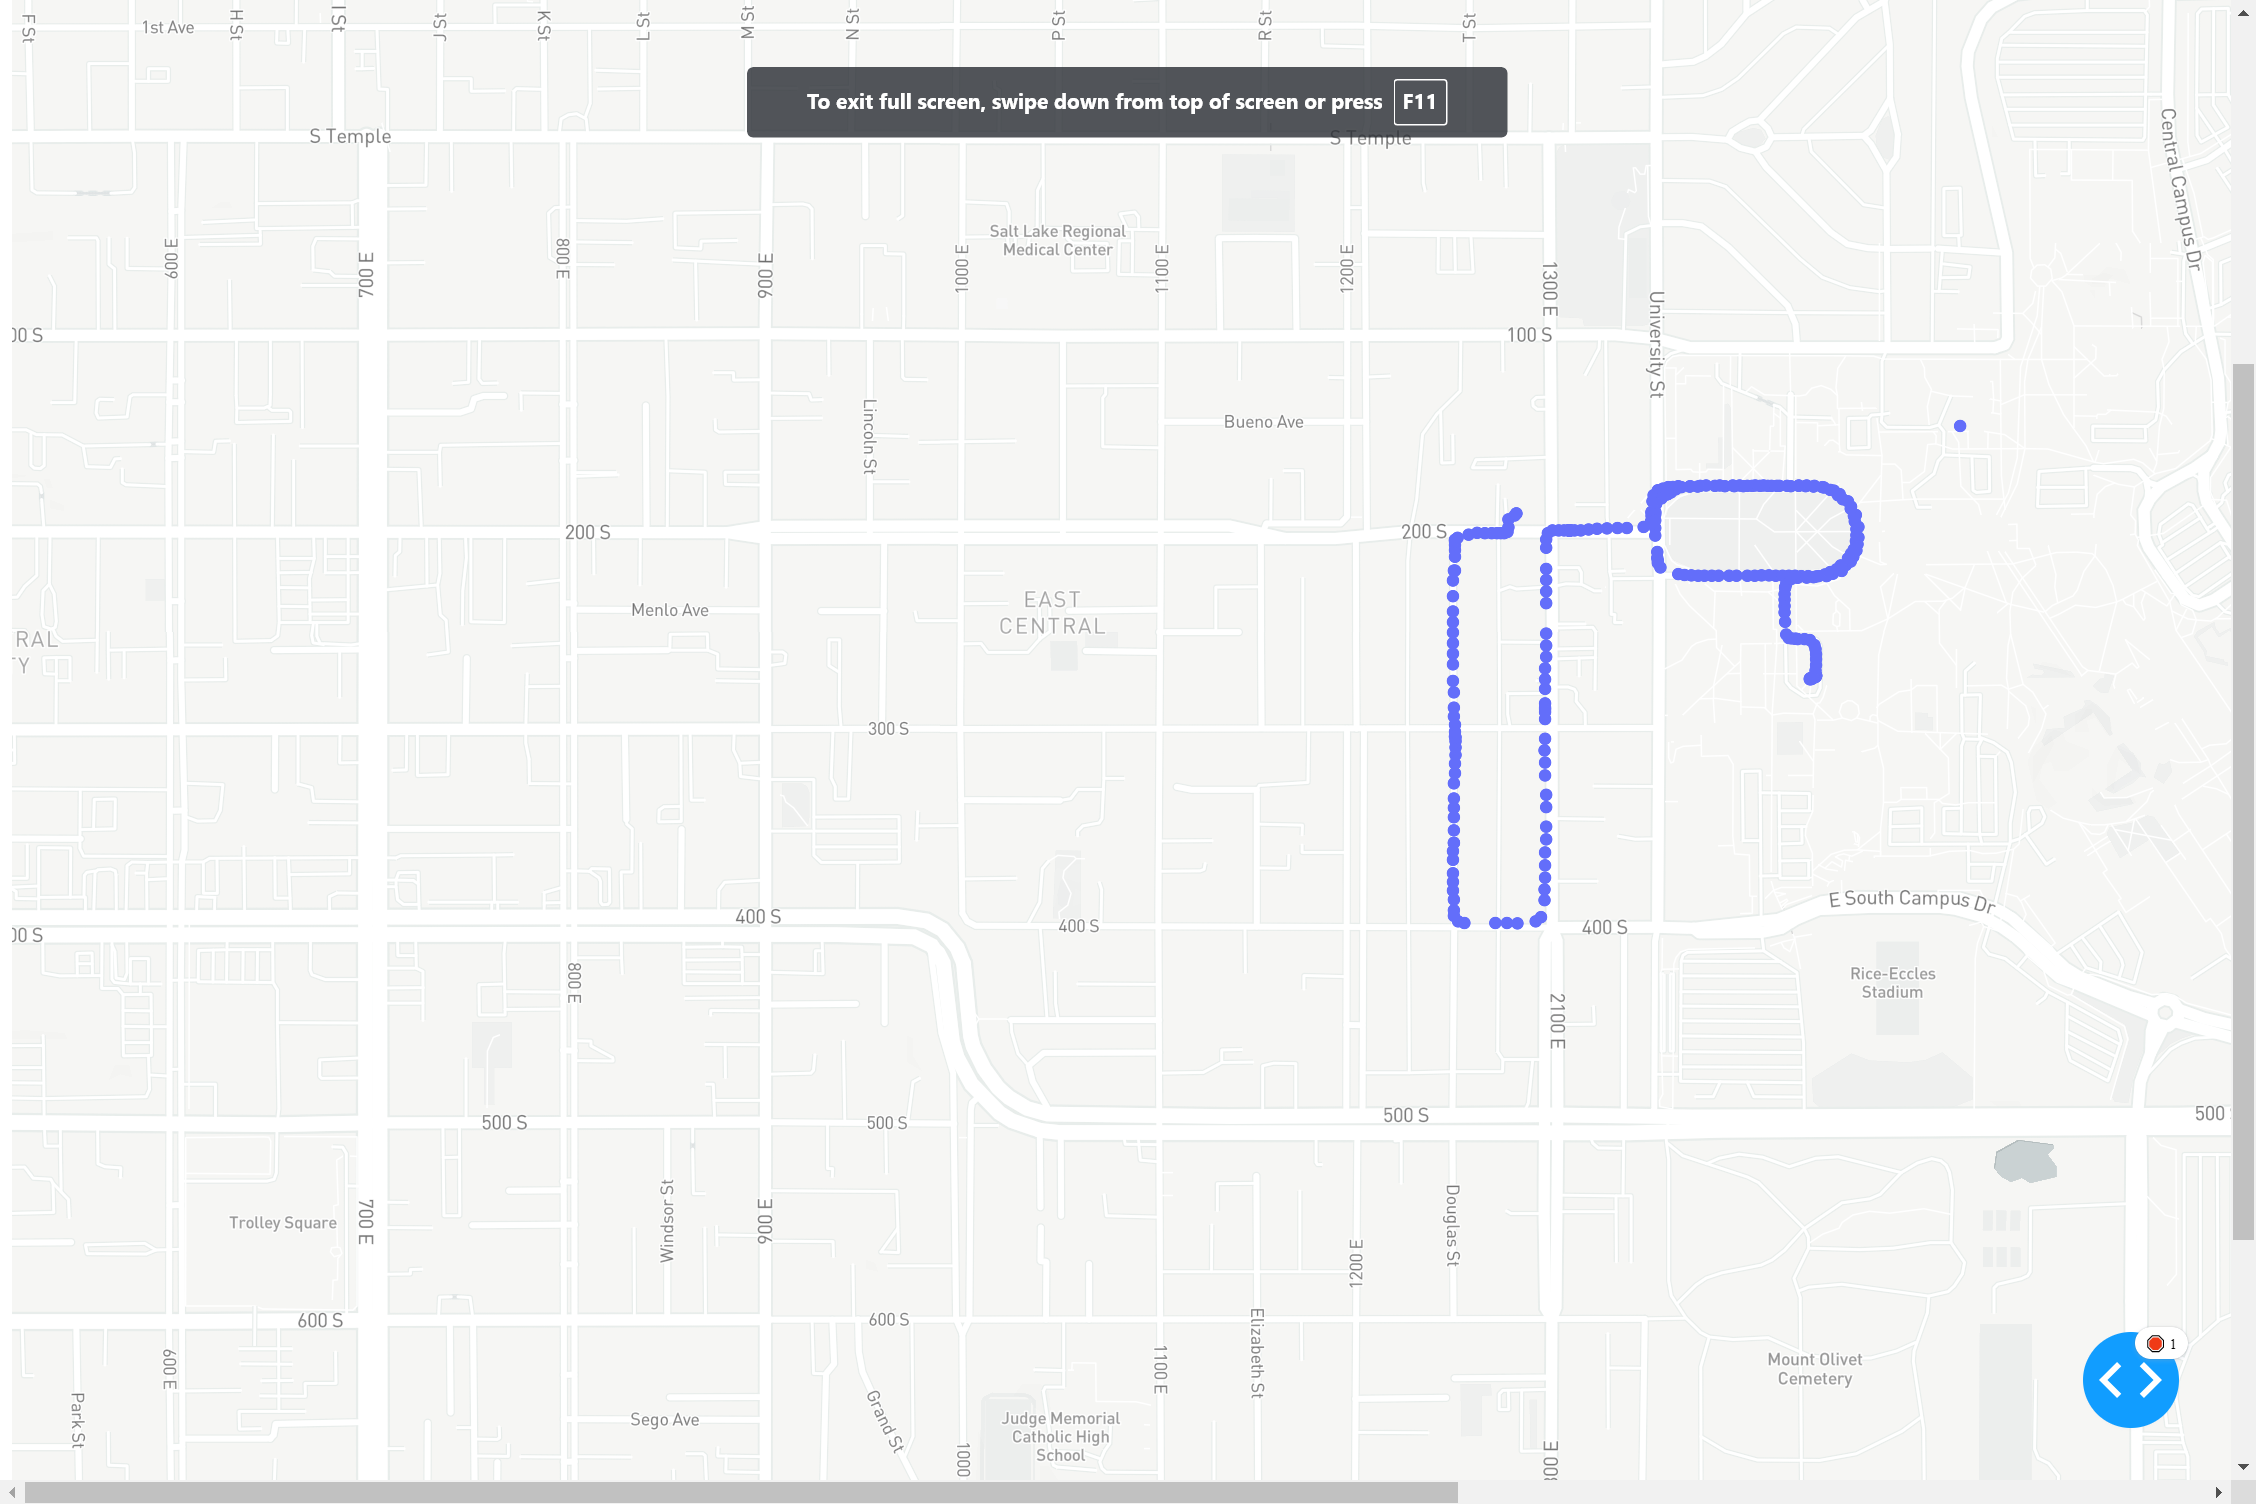 F St
1st Ave
H St
I St
J St
K St
L St
M St
N St
P St
R St
T St
To exit full screen, swipe down from top of screen or press F11
S Temple
S Temple
Central Campus Dr
600 E
700 E
800 E
900 E
1000 E
Salt Lake Regional
Medical Center
1100 E
1200 E
1300 E
University St
00 S
100 S
Lincoln St
Bueno Ave
200 S
200 S
Menlo Ave
EAST
CENTRAL
RAL
TY
300 S
400 S
400 S
400 S
E South Campus Dr
00 S
800 E
Rice-Eccles
Stadium
2100 E
500 S
500 S
500 S
500
Trolley Square
7000 E
Windsor St
900 E
1200 E
Douglas St
600 S
600 S
600 E
Park St
Sego Ave
Grand St
1000
Judge Memorial
Catholic High
School
1100 E
Elizabeth St
Mount Olivet
Cemetery
1